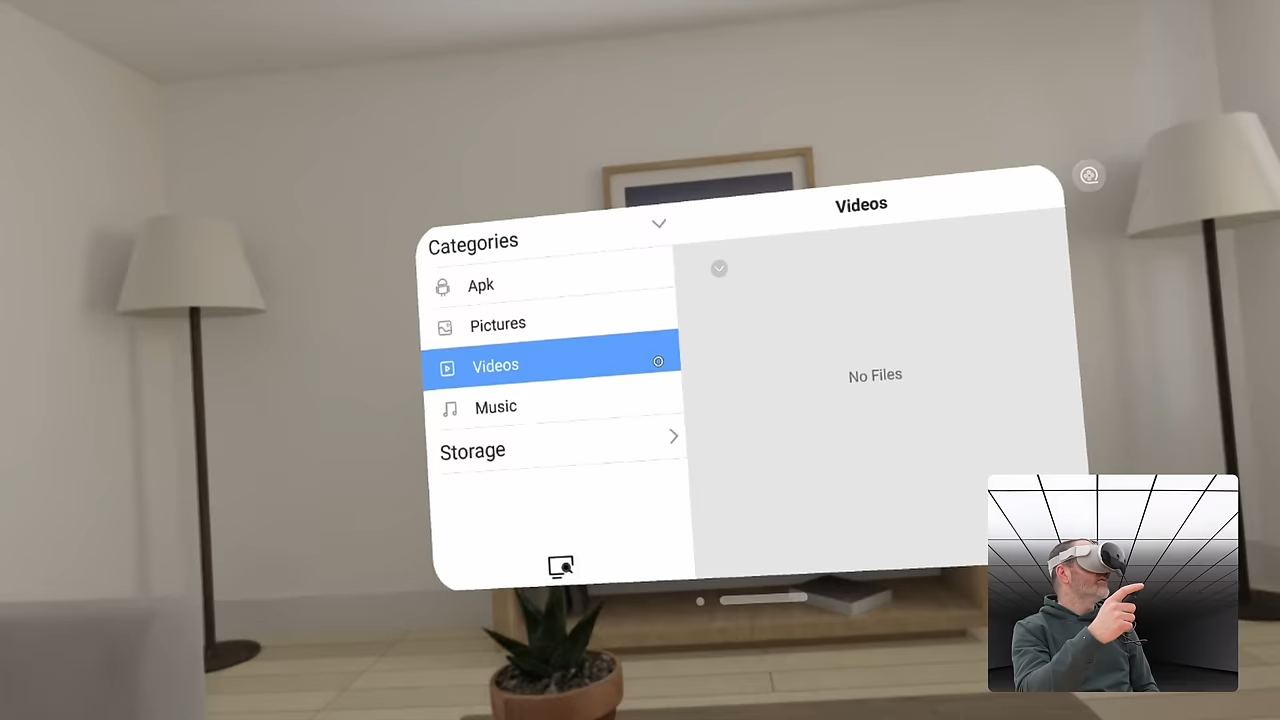 Categories
Apk
Pictures
Videos
Music
Storage
Videos
No Files